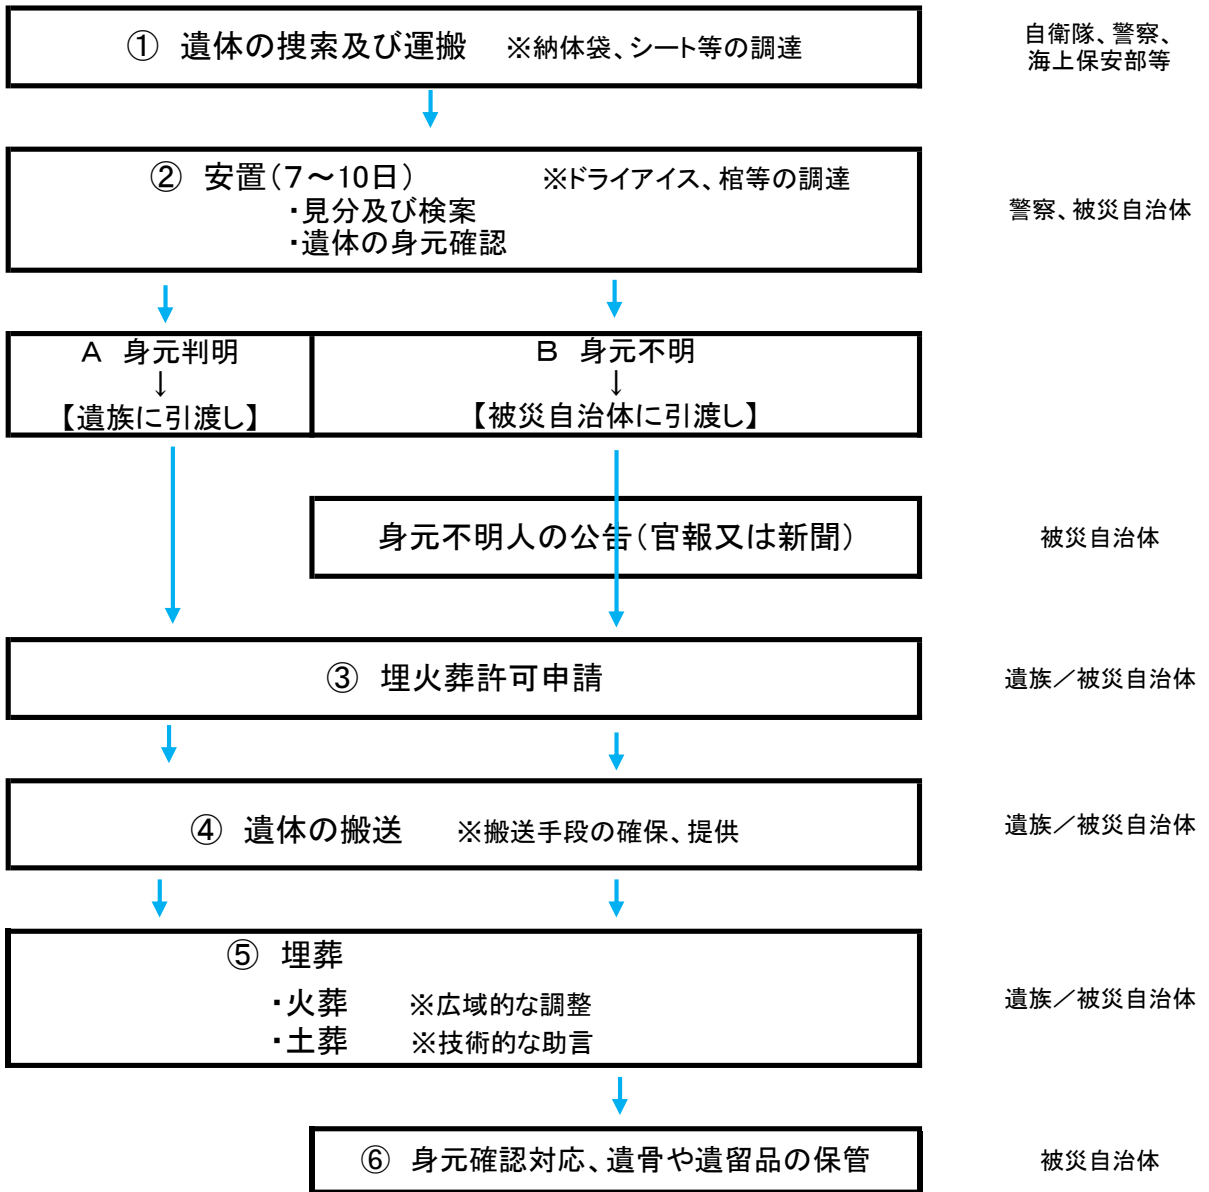 ① 遺体の捜索及び運搬 ※納体袋、シート等の調達
自衛隊、警察、
海上保安部等
② 安置(7～10日) ※ドライアイス、棺等の調達
・見分及び検案
・遺体の身元確認
警察、被災自治体
A 身元判明
↓
【遺族に引渡し】
B 身元不明
↓
【被災自治体に引渡し】
身元不明人の公告(官報又は新聞)
被災自治体
③ 埋火葬許可申請
遺族／被災自治体
④ 遺体の搬送 ※搬送手段の確保、提供
遺族／被災自治体
⑤ 埋葬
・火葬 ※広域的な調整
・土葬 ※技術的な助言
遺族／被災自治体
⑥ 身元確認対応、遺骨や遺留品の保管
被災自治体